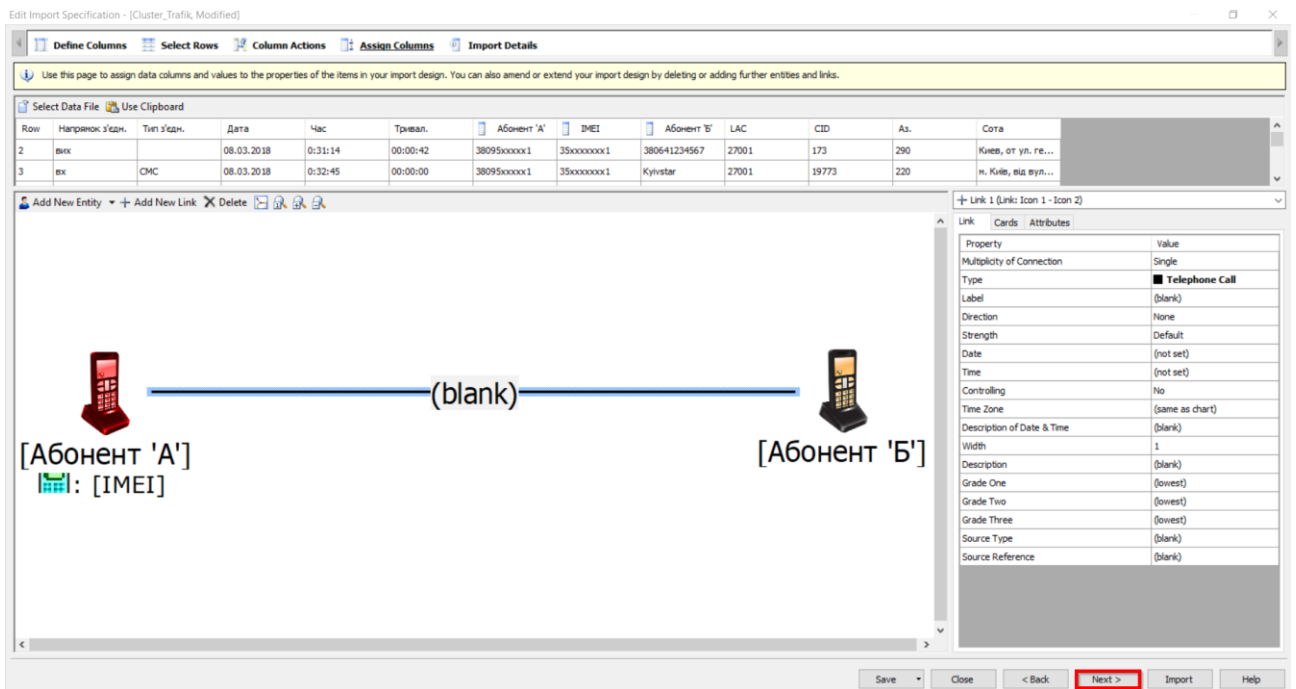 Edit Import Specification - [Cluster_Trafik, Modified]
Define Columns Select Rows Column Actions Assign Columns Import Details
Use this page to assign data columns and values to the properties of the items in your import design. You can also amend or extend your import design by deleting or adding further entities and links.
Select Data File Use Clipboard
Row Напрянок з'едн. Тип з'едн. Дата Час Тривал. Абонент 'А' IMEI Абонент 'Б' LAC CID Аз. Сота
2 вих 08.03.2018 0:31:14 00:00:42 38095xxxxx1 35xxxxxxx1 380641234567 27001 173 290 Киев, от ул. ге...
3 вх СМС 08.03.2018 0:32:45 00:00:00 38095xxxxx1 35xxxxxxx1 Kyivstar 27001 19773 220 м. Київ, від вул...
Add New Entity Add New Link Delete
Link 1 (Link: Icon 1 - Icon 2)
Link Cards Attributes
Property Value
Multiplicity of Connection Single
Type Telephone Call
Label (blank)
Direction None
Strength Default
Date (not set)
Time (not set)
Controlling No
Time Zone (same as chart)
Description of Date & Time (blank)
Width 1
Description (blank)
Grade One (lowest)
Grade Two (lowest)
Grade Three (lowest)
Source Type (blank)
Source Reference (blank)
(blank)
[Абонент 'А'] [Абонент 'Б']
: [IMEI]
Save Close < Back Next > Import Help